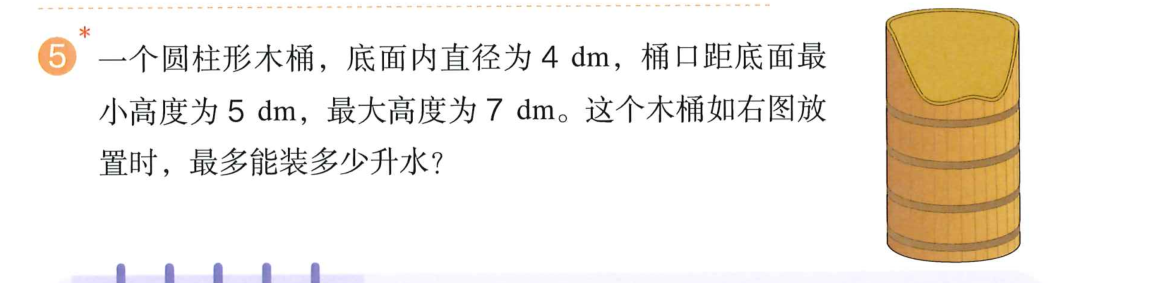 5* 一个圆柱形木桶，底面内直径为 4 dm，桶口距底面最
小高度为 5 dm，最大高度为 7 dm。这个木桶如右图放
置时，最多能装多少升水？